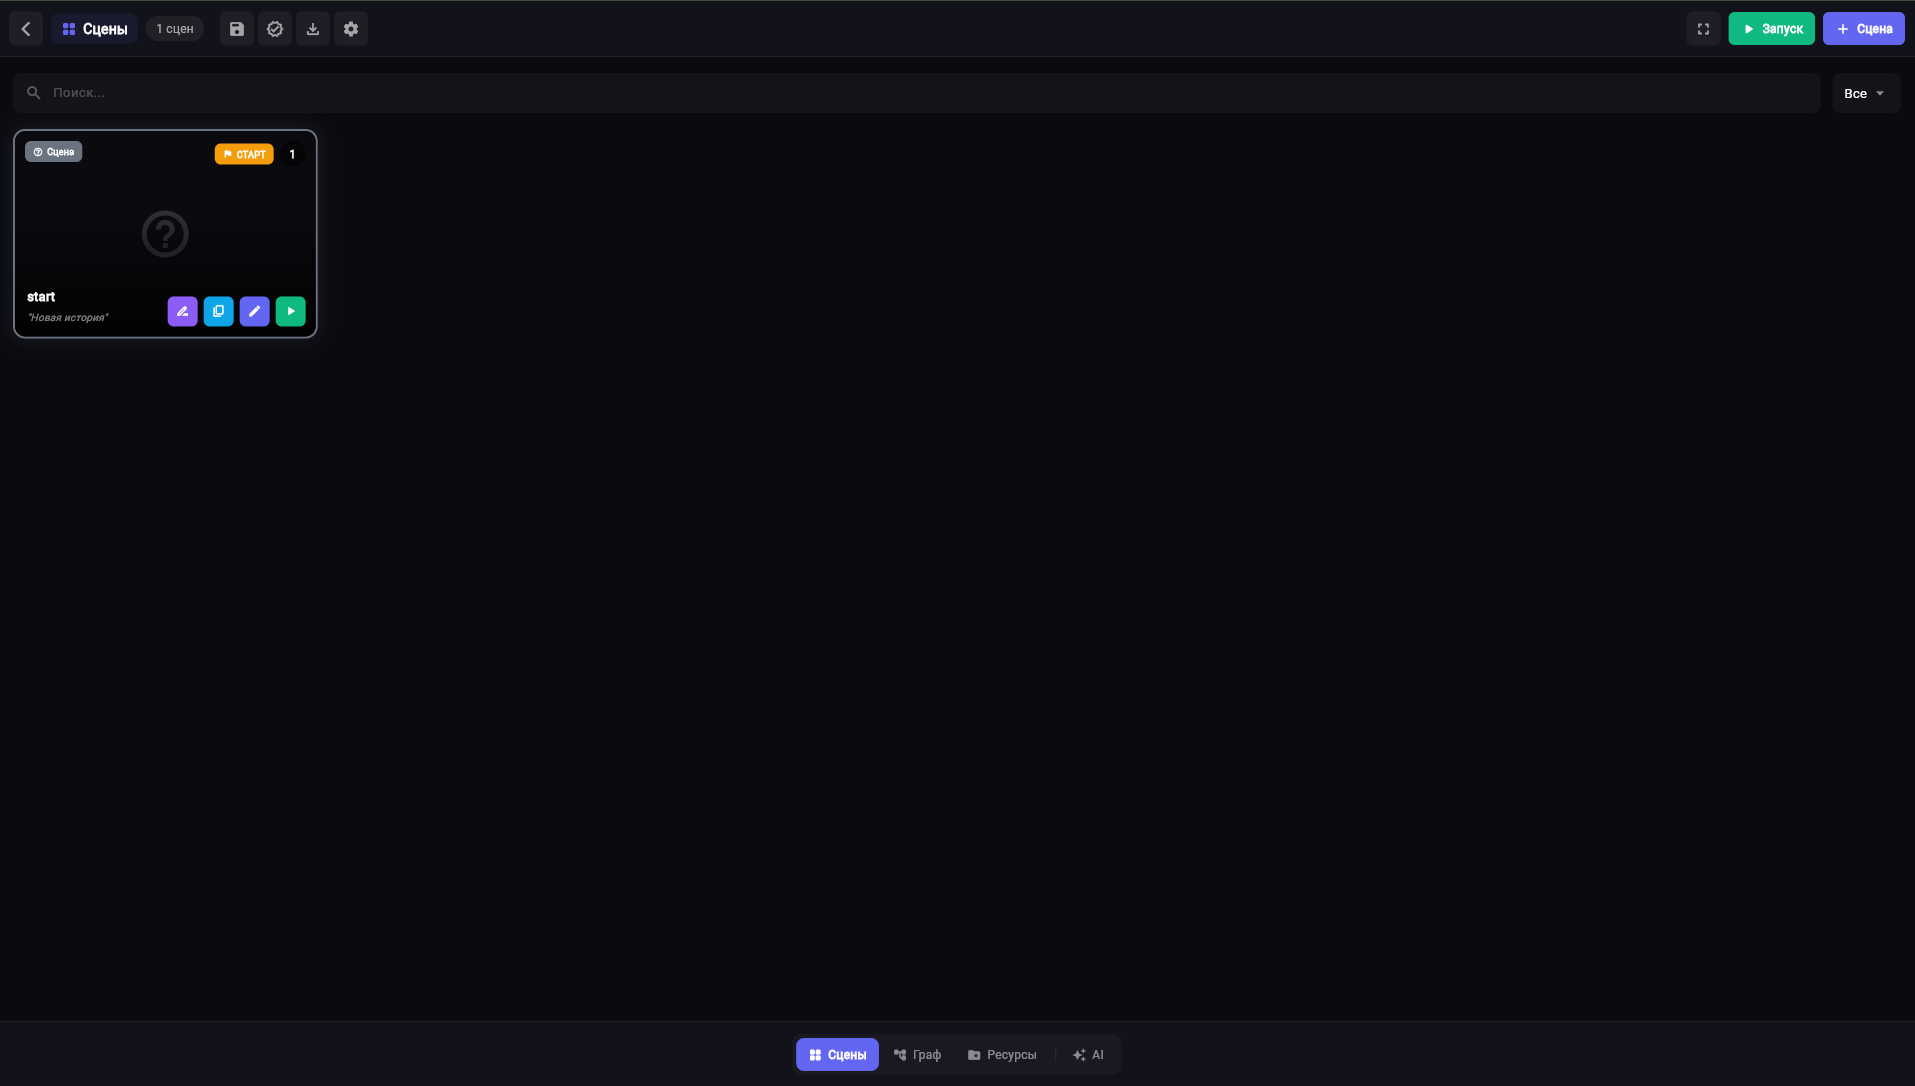 Сцены
1 сцен
Запуск
Сцена
Поиск...
Все
Сцена
СТАРТ
1
start
"Новая история"
Сцены
Граф
Ресурсы
AI